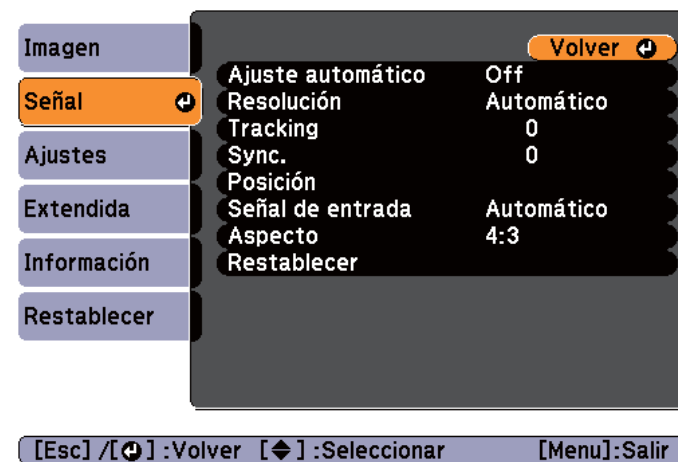 Imagen
Señal
Ajustes
Extendida
Información
Restablecer
Volver
Ajuste automático Off
Resolución Automático
Tracking 0
Sync. 0
Posición
Señal de entrada Automático
Aspecto 4:3
Restablecer
[Esc] /[ ] :Volver [ ] :Seleccionar [Menu]:Salir